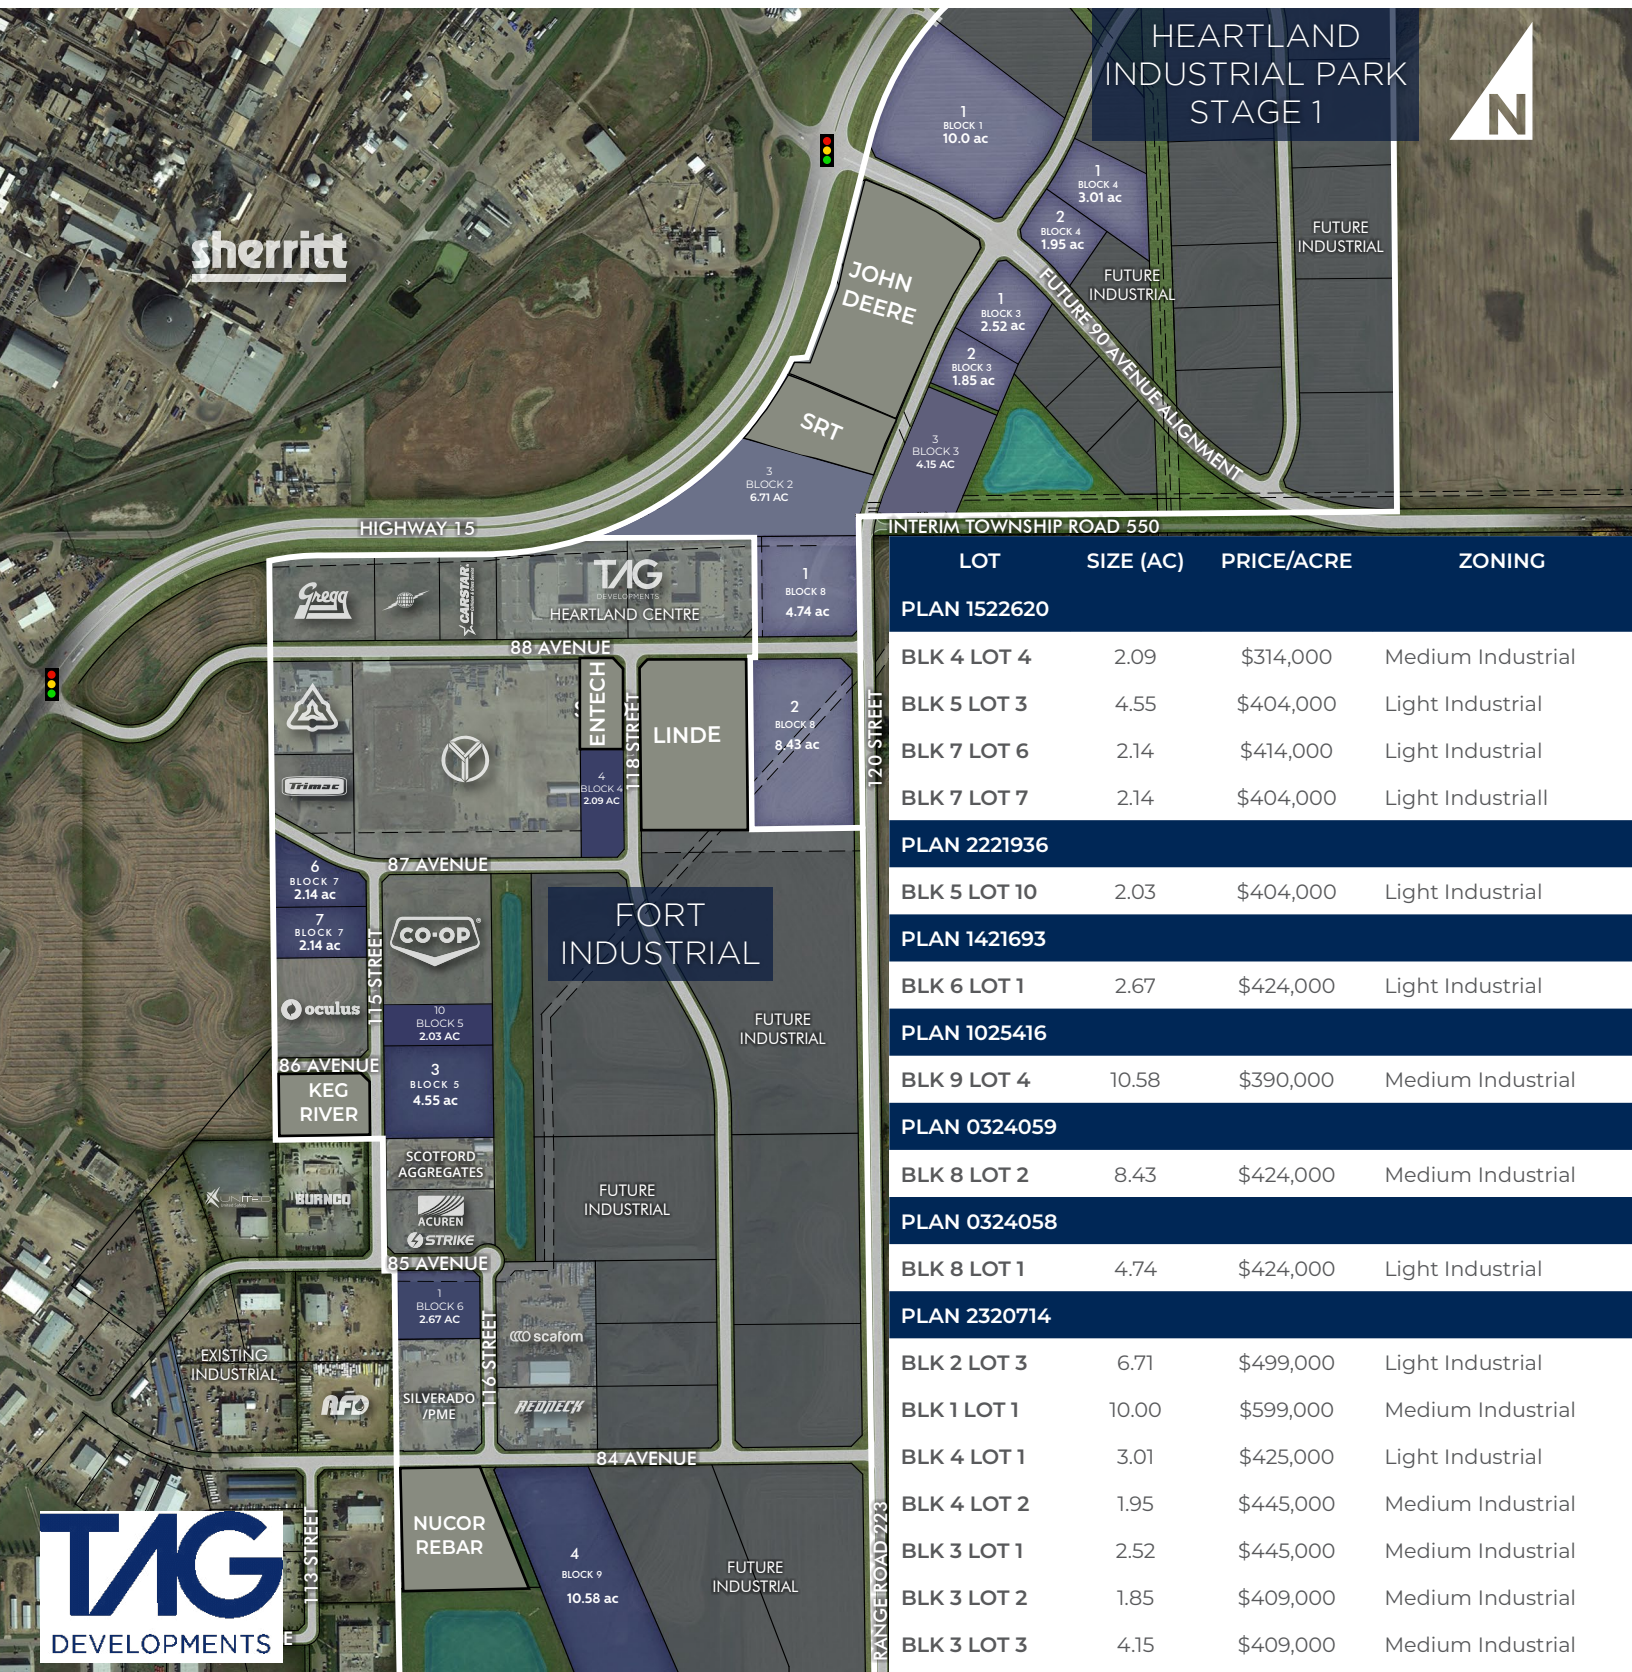 HEARTLAND
INDUSTRIAL PARK
STAGE 1
N
1
BLOCK 1
10.0 ac
1
BLOCK 4
3.01 ac
2
BLOCK 4
1.95 ac
FUTURE
INDUSTRIAL
FUTURE
INDUSTRIAL
sherritt
JOHN
DEERE
1
BLOCK 3
2.52 ac
FUTURE 90 AVENUE ALIGNMENT
2
BLOCK 3
1.85 ac
SRT
3
BLOCK 3
4.15 AC
3
BLOCK 2
6.71 AC
HIGHWAY 15
INTERIM TOWNSHIP ROAD 550
Gregg
CARSTAR
TAG
DEVELOPMENTS
HEARTLAND CENTRE
1
BLOCK 8
4.74 ac
88 AVENUE
ENTECH
118 STREET
LINDE
2
BLOCK 8
8.43 ac
120 STREET
Trimac
4
BLOCK 4
2.09 AC
87 AVENUE
6
BLOCK 7
2.14 ac
7
BLOCK 7
2.14 ac
115 STREET
CO-OP
FORT
INDUSTRIAL
oculus
10
BLOCK 5
2.03 AC
FUTURE
INDUSTRIAL
86 AVENUE
KEG
RIVER
3
BLOCK 5
4.55 ac
SCOTFORD
AGGREGATES
UNITED
BURNCO
ACUREN
STRIKE
FUTURE
INDUSTRIAL
85 AVENUE
1
BLOCK 6
2.67 AC
116 STREET
scafom
EXISTING
INDUSTRIAL
AFD
SILVERADO
/PME
REDNECK
84 AVENUE
113 STREET
NUCOR
REBAR
4
BLOCK 9
10.58 ac
FUTURE
INDUSTRIAL
RANGE ROAD 223
TAG
DEVELOPMENTS
E
LOT SIZE (AC) PRICE/ACRE ZONING
PLAN 1522620
BLK 4 LOT 4 2.09 $314,000 Medium Industrial
BLK 5 LOT 3 4.55 $404,000 Light Industrial
BLK 7 LOT 6 2.14 $414,000 Light Industrial
BLK 7 LOT 7 2.14 $404,000 Light Industriall
PLAN 2221936
BLK 5 LOT 10 2.03 $404,000 Light Industrial
PLAN 1421693
BLK 6 LOT 1 2.67 $424,000 Light Industrial
PLAN 1025416
BLK 9 LOT 4 10.58 $390,000 Medium Industrial
PLAN 0324059
BLK 8 LOT 2 8.43 $424,000 Medium Industrial
PLAN 0324058
BLK 8 LOT 1 4.74 $424,000 Light Industrial
PLAN 2320714
BLK 2 LOT 3 6.71 $499,000 Light Industrial
BLK 1 LOT 1 10.00 $599,000 Medium Industrial
BLK 4 LOT 1 3.01 $425,000 Light Industrial
BLK 4 LOT 2 1.95 $445,000 Medium Industrial
BLK 3 LOT 1 2.52 $445,000 Medium Industrial
BLK 3 LOT 2 1.85 $409,000 Medium Industrial
BLK 3 LOT 3 4.15 $409,000 Medium Industrial